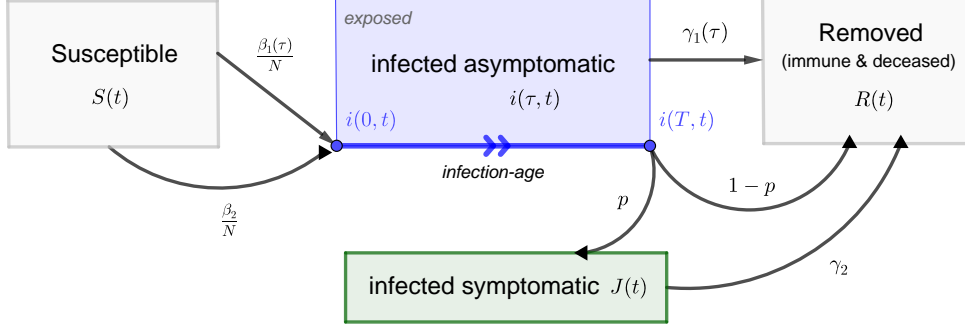 exposed
Susceptible
S(t)
β₁(τ)/N
infected asymptomatic
i(τ, t)
γ₁(τ)
Removed
(immune & deceased)
R(t)
i(0, t)
i(T, t)
infection-age
β₂/N
p
1 − p
γ₂
infected symptomatic J(t)